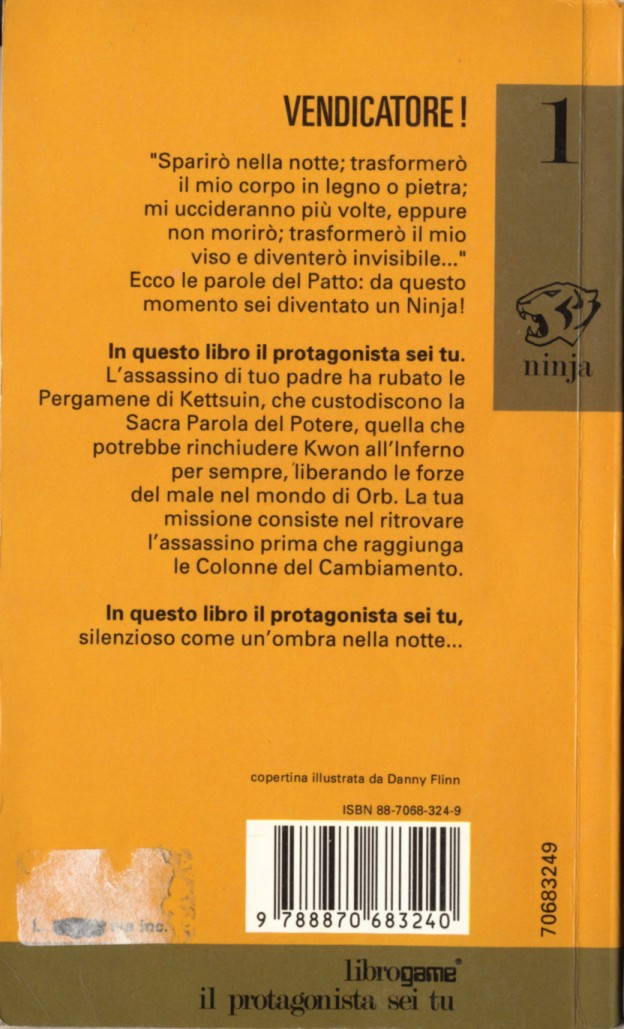 VENDICATORE!
"Sparirò nella notte; trasformerò
il mio corpo in legno o pietra;
mi uccideranno più volte, eppure
non morirò; trasformerò il mio
viso e diventerò invisibile..."
Ecco le parole del Patto: da questo
momento sei diventato un Ninja!
In questo libro il protagonista sei tu.
L'assassino di tuo padre ha rubato le
Pergamene di Kettsuin, che custodiscono la
Sacra Parola del Potere, quella che
potrebbe rinchiudere Kwon all'Inferno
per sempre, liberando le forze
del male nel mondo di Orb. La tua
missione consiste nel ritrovare
l'assassino prima che raggiunga
le Colonne del Cambiamento.
In questo libro il protagonista sei tu,
silenzioso come un'ombra nella notte...
1
ninja
copertina illustrata da Danny Flinn
ISBN 88-7068-324-9
9 788870 683240
70683249
inc.
librogame®
il protagonista sei tu